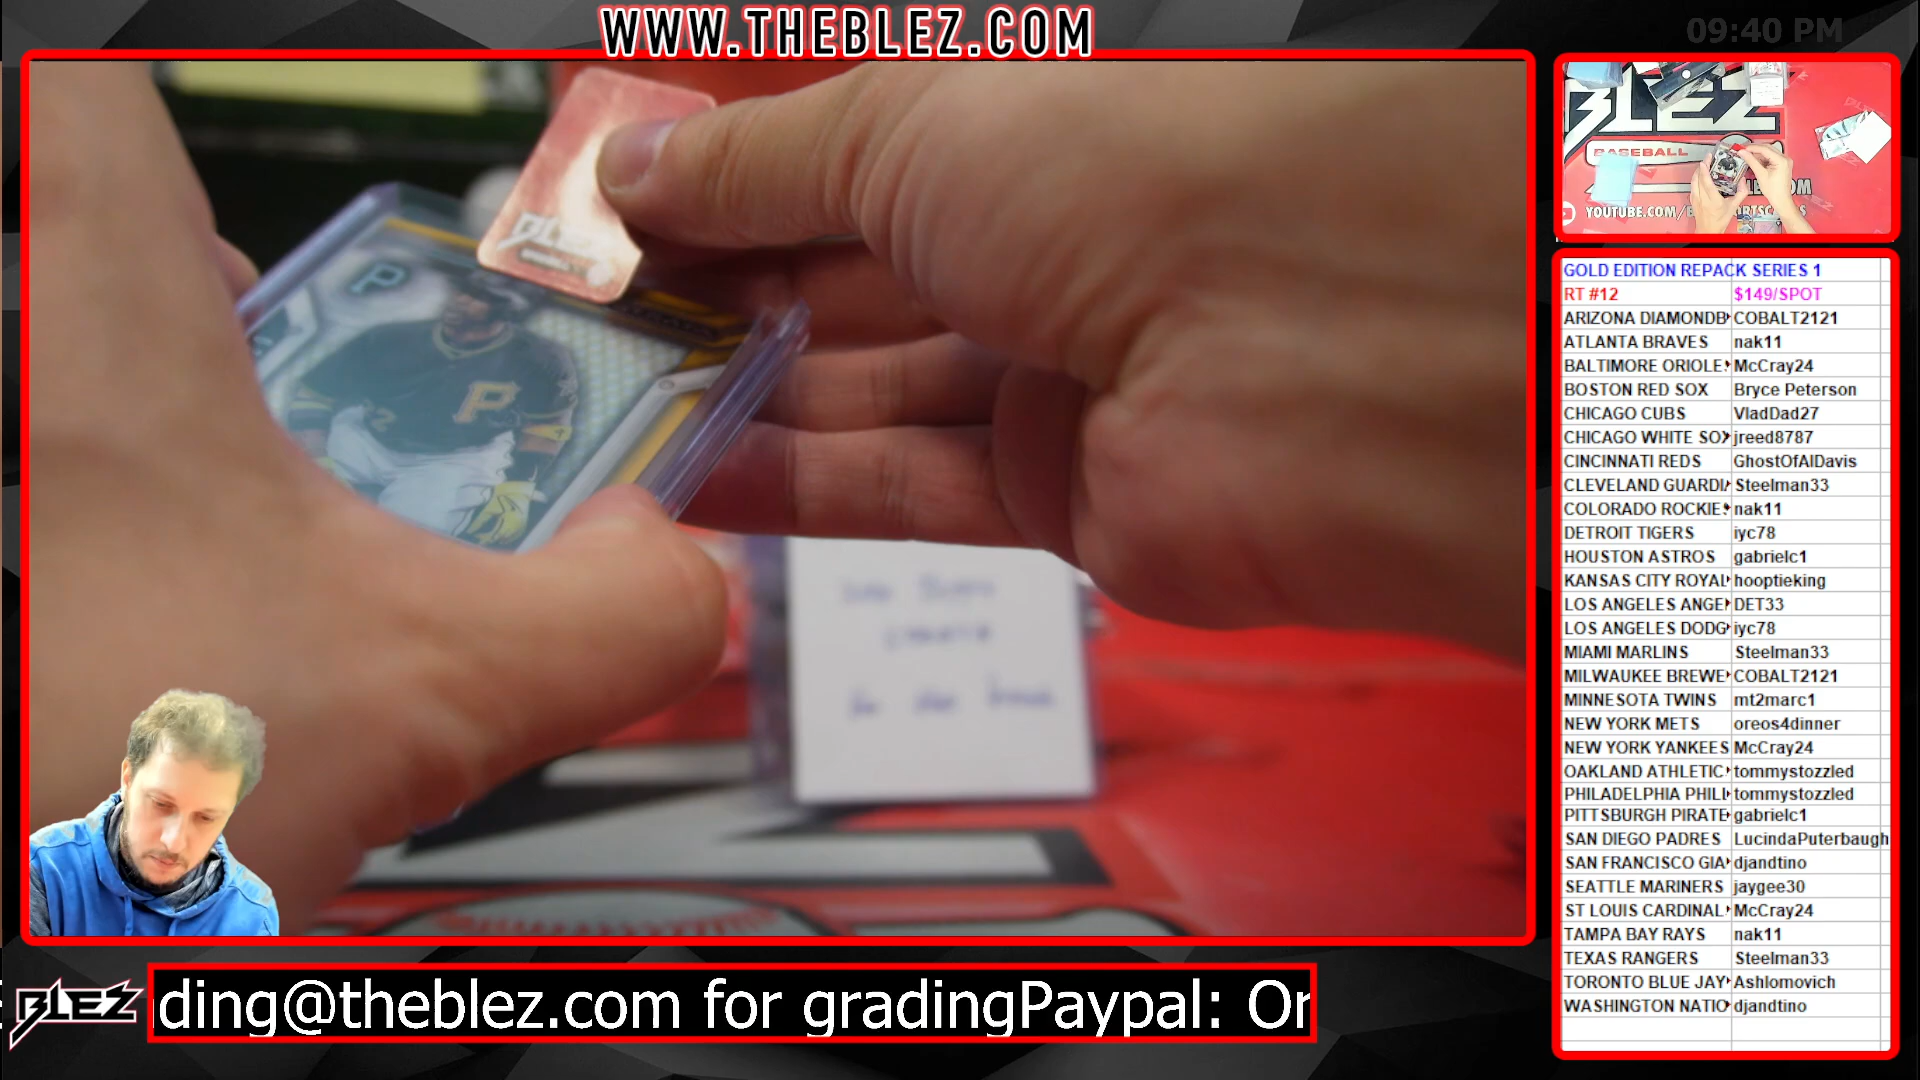 WWW.THEBLEZ.COM
09:40 PM
BLEZ
P
P
BLEZ
BASEBALL
YOUTUBE.COM/B
GOLD EDITION REPACK SERIES 1
RT #12 $149/SPOT
ARIZONA DIAMONDB COBALT2121
ATLANTA BRAVES nak11
BALTIMORE ORIOLE McCray24
BOSTON RED SOX Bryce Peterson
CHICAGO CUBS VladDad27
CHICAGO WHITE SOX jreed8787
CINCINNATI REDS GhostOfAlDavis
CLEVELAND GUARDI Steelman33
COLORADO ROCKIE nak11
DETROIT TIGERS iyc78
HOUSTON ASTROS gabrielc1
KANSAS CITY ROYAL hooptieking
LOS ANGELES ANGE DET33
LOS ANGELES DODG iyc78
MIAMI MARLINS Steelman33
MILWAUKEE BREWE COBALT2121
MINNESOTA TWINS mt2marc1
NEW YORK METS oreos4dinner
NEW YORK YANKEES McCray24
OAKLAND ATHLETIC tommystozzled
PHILADELPHIA PHILL tommystozzled
PITTSBURGH PIRATE gabrielc1
SAN DIEGO PADRES LucindaPuterbaugh
SAN FRANCISCO GIA djandtino
SEATTLE MARINERS jaygee30
ST LOUIS CARDINAL McCray24
TAMPA BAY RAYS nak11
TEXAS RANGERS Steelman33
TORONTO BLUE JAY Ashlomovich
WASHINGTON NATIO djandtino
BLEZ
ding@theblez.com for gradingPaypal: Or